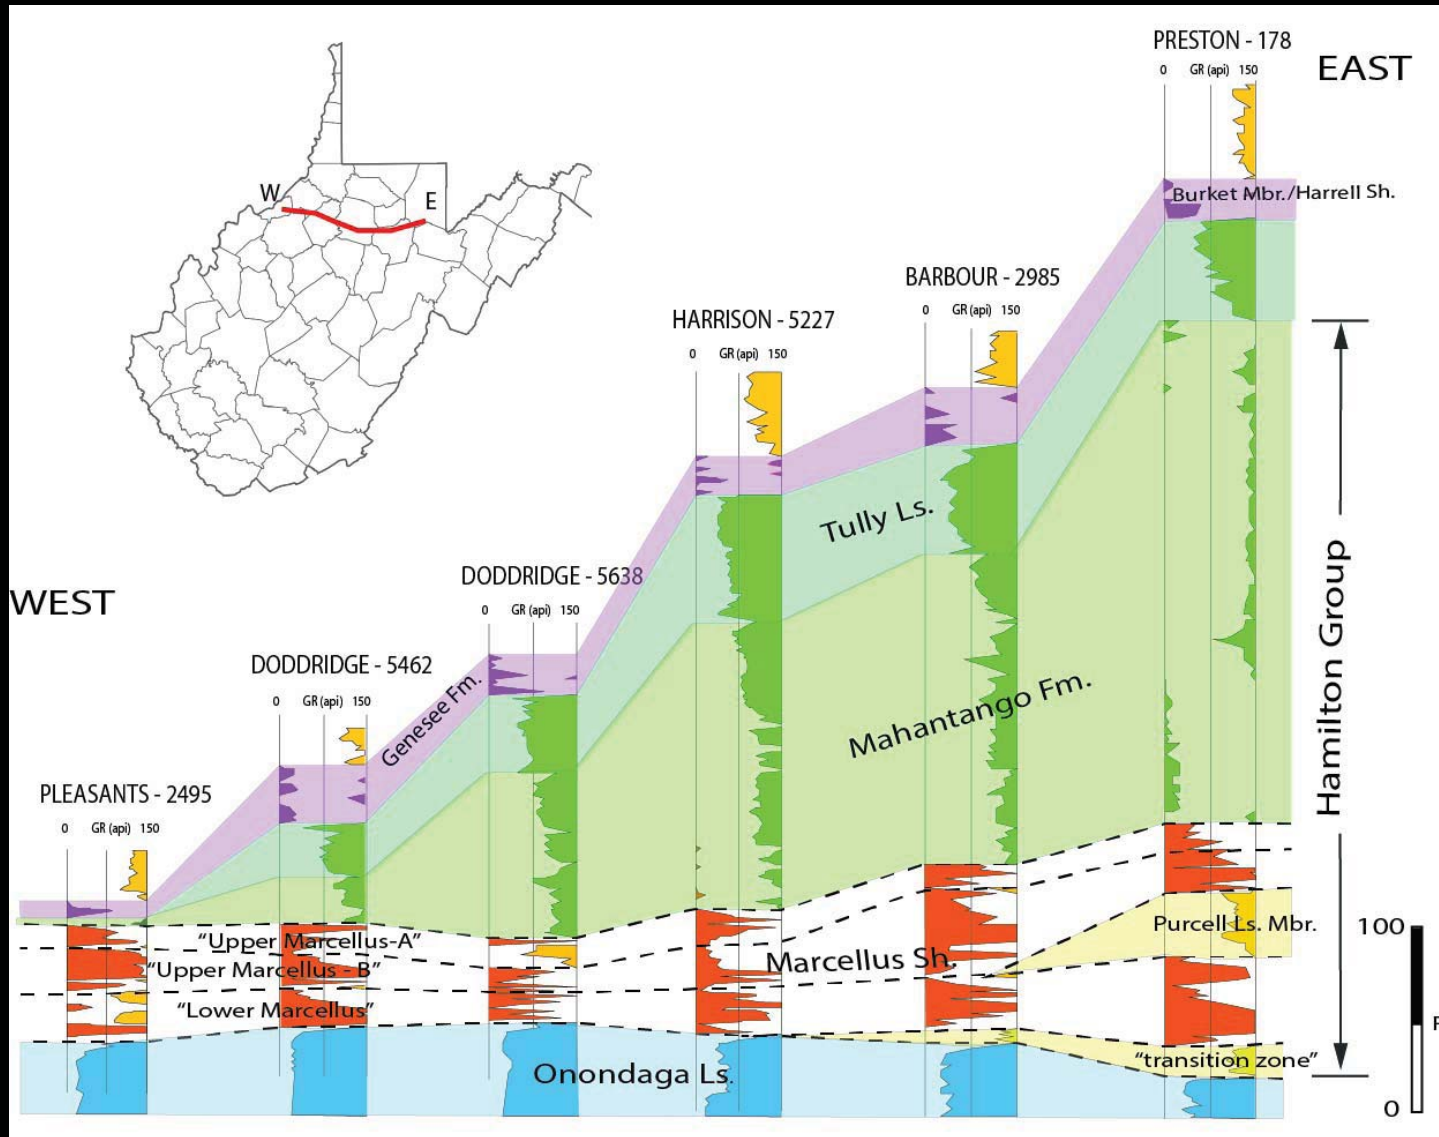 PRESTON - 178
0 GR (api) 150
EAST
W
E
Burket Mbr./Harrell Sh.
BARBOUR - 2985
0 GR (api) 150
HARRISON - 5227
0 GR (api) 150
Tully Ls.
DODDRIDGE - 5638
0 GR (api) 150
WEST
DODDRIDGE - 5462
0 GR (api) 150
Genesee Fm.
Mahantango Fm.
Hamilton Group
PLEASANTS - 2495
0 GR (api) 150
"Upper Marcellus-A"
"Upper Marcellus - B"
"Lower Marcellus"
Marcellus Sh.
Purcell Ls. Mbr.
100
"transition zone"
Onondaga Ls.
0